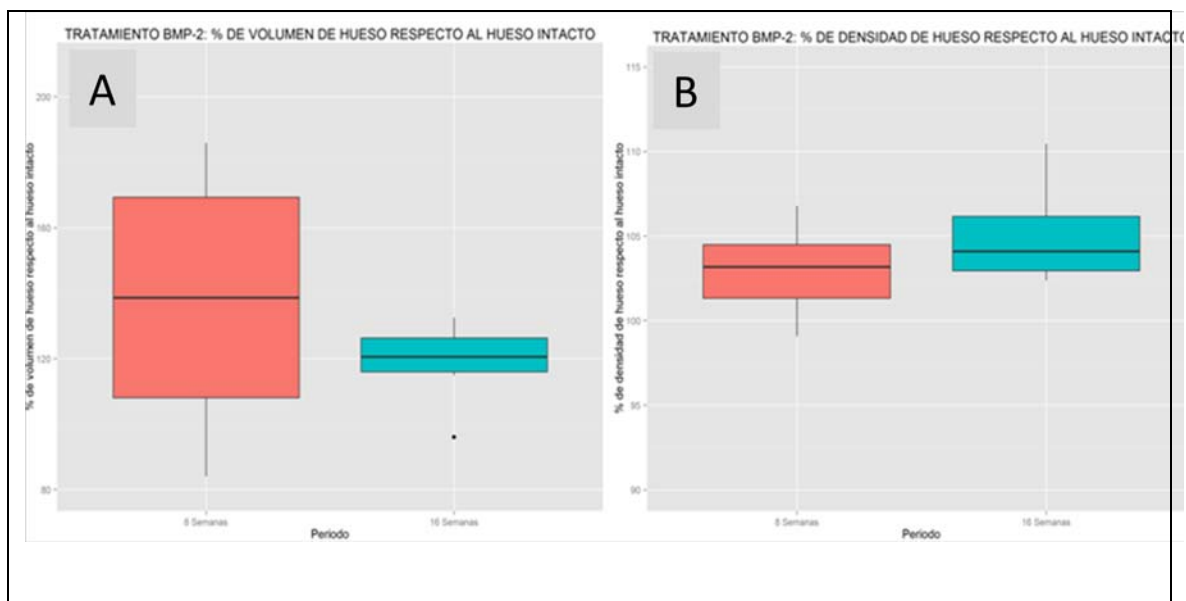 TRATAMIENTO BMP-2: % DE VOLUMEN DE HUESO RESPECTO AL HUESO INTACTO
A
% de volumen de hueso respecto al hueso intacto
200
160
120
80
8 Semanas
16 Semanas
Periodo
TRATAMIENTO BMP-2: % DE DENSIDAD DE HUESO RESPECTO AL HUESO INTACTO
B
% de densidad de hueso respecto al hueso intacto
115
110
105
100
95
90
8 Semanas
16 Semanas
Periodo